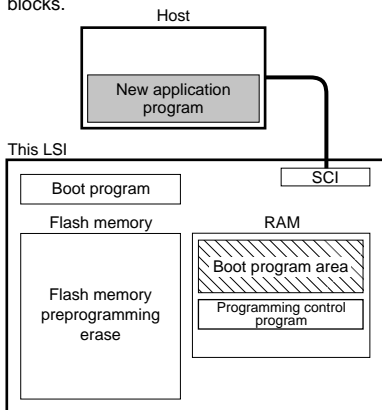 blocks.
Host
New application
program
This LSI
SCI
Boot program
Flash memory
RAM
Flash memory
preprogramming
erase
Boot program area
Programming control
program